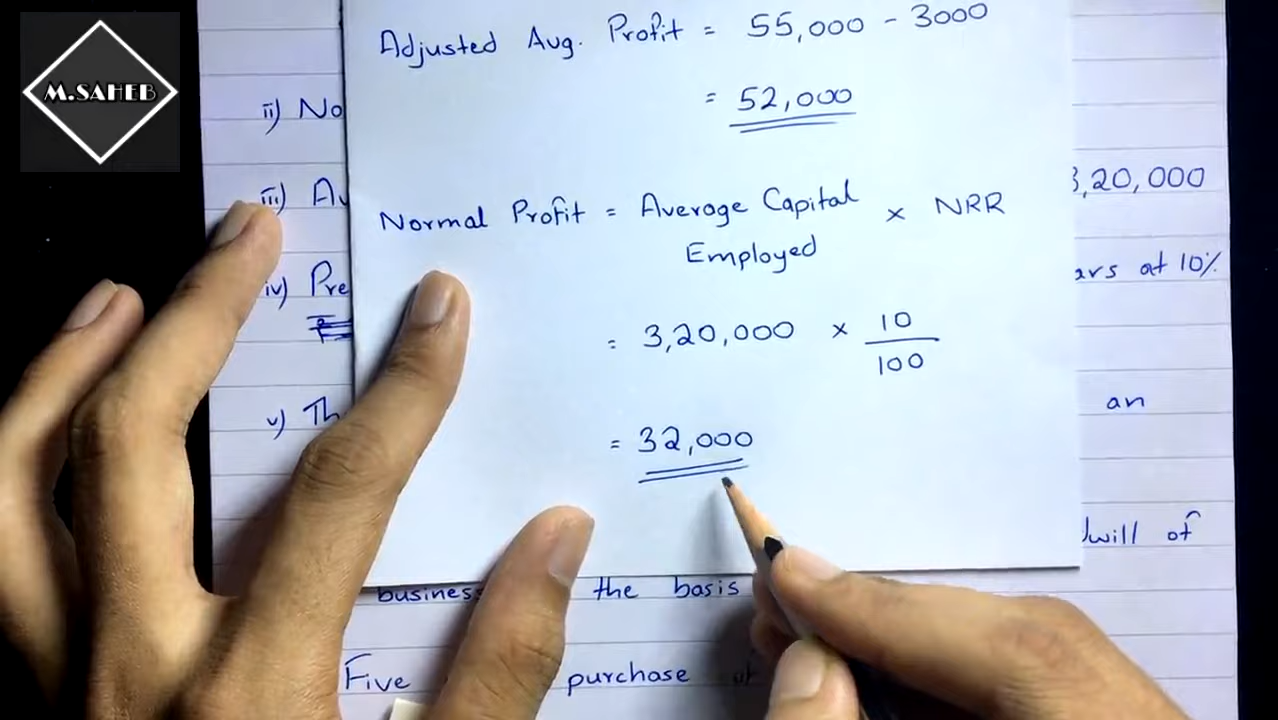 M.SAHEB
Adjusted Avg. Profit = 55,000 - 3000
= 52,000
ii) No
iii) Av
3,20,000
Normal Profit = Average Capital × NRR
Employed
iv) Pre
ars at 10%
= 3,20,000 × 10
100
v) Th
an
= 32,000
dwill of
business the basis
Five purchase